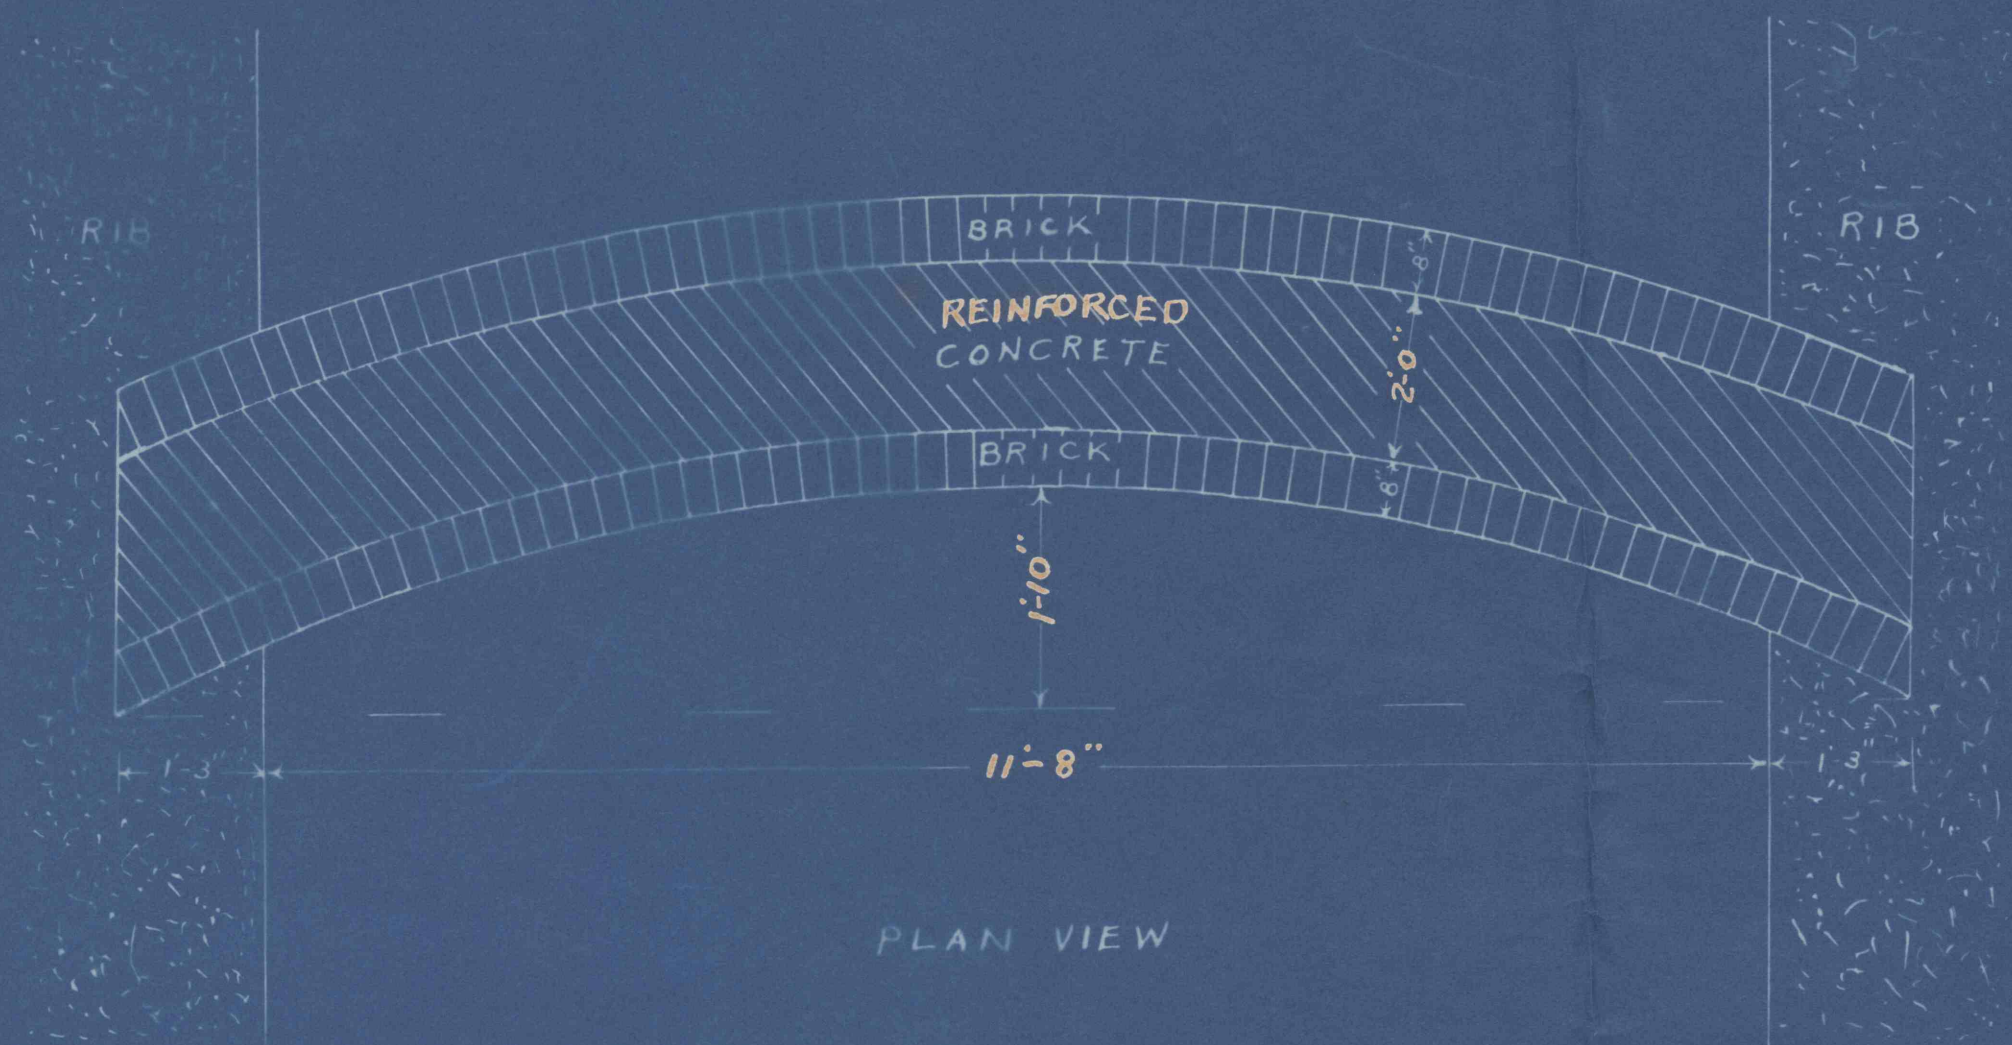 RIB
BRICK
RIB
8"
REINFORCED
CONCRETE
2'-0"
BRICK
8"
1'-10"
1'-3"
11'-8"
1'-3"
PLAN VIEW